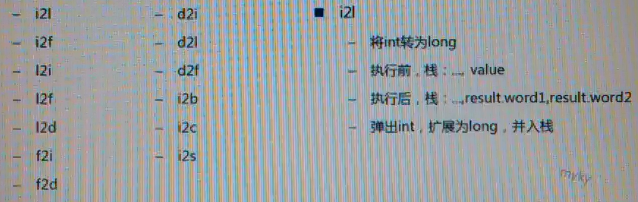 i2l
i2f
l2i
l2f
l2d
f2i
f2d
d2i
d2l
d2f
i2b
i2c
i2s
i2l
将int转为long
执行前，栈：..., value
执行后，栈：...,result.word1,result.word2
弹出int，扩展为long，并入栈